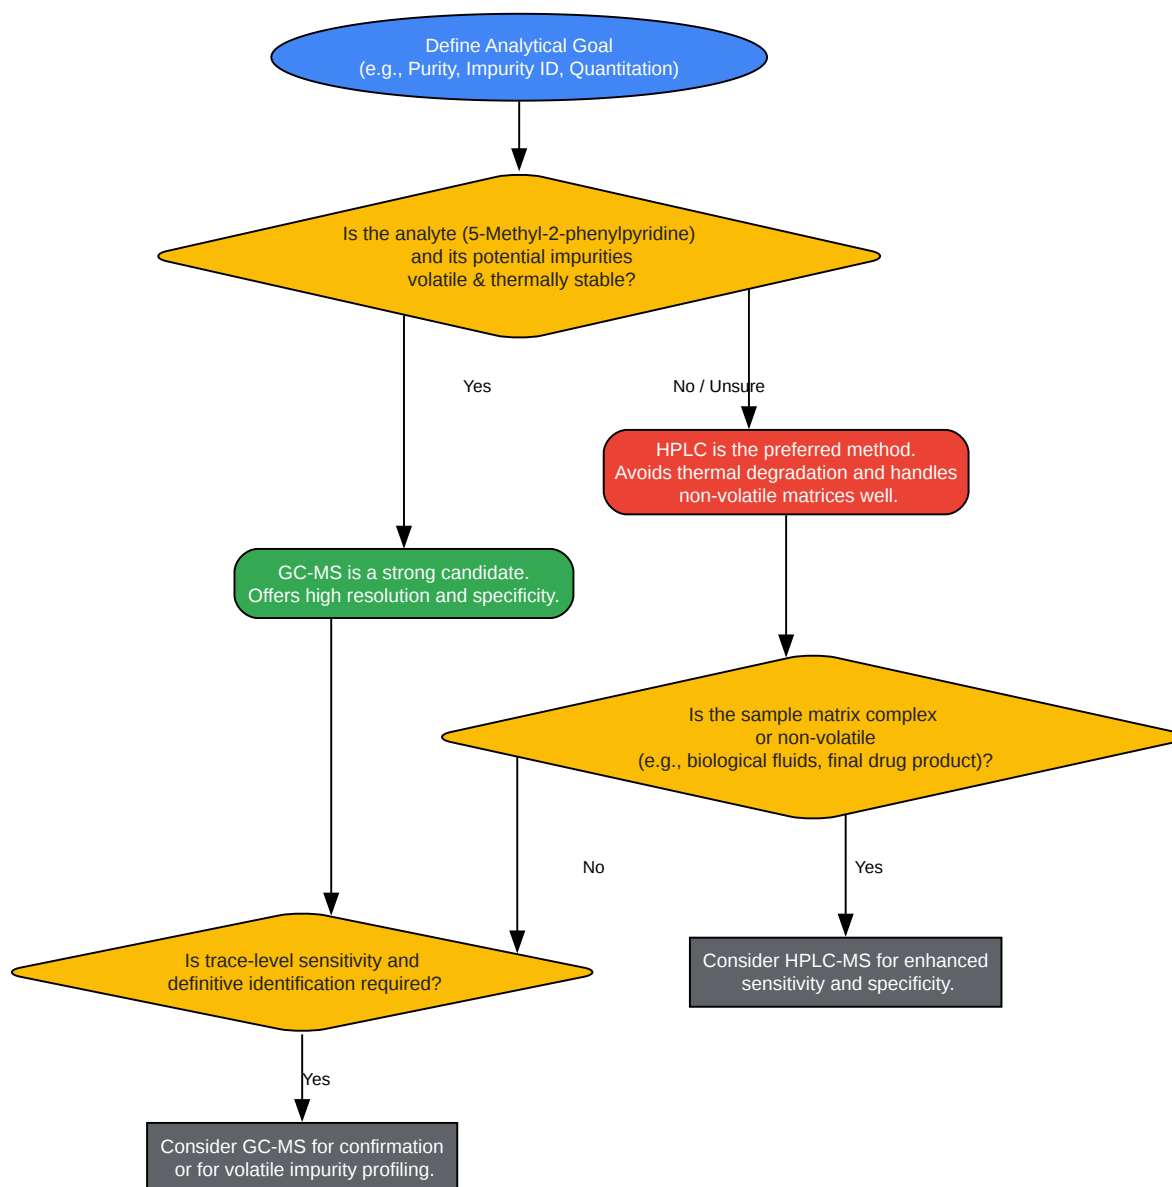 Define Analytical Goal
(e.g., Purity, Impurity ID, Quantitation)
Is the analyte (5-Methyl-2-phenylpyridine)
and its potential impurities
volatile & thermally stable?
Yes
No / Unsure
HPLC is the preferred method.
Avoids thermal degradation and handles
non-volatile matrices well.
GC-MS is a strong candidate.
Offers high resolution and specificity.
Is the sample matrix complex
or non-volatile
(e.g., biological fluids, final drug product)?
No
Yes
Is trace-level sensitivity and
definitive identification required?
Consider HPLC-MS for enhanced
sensitivity and specificity.
Yes
Consider GC-MS for confirmation
or for volatile impurity profiling.